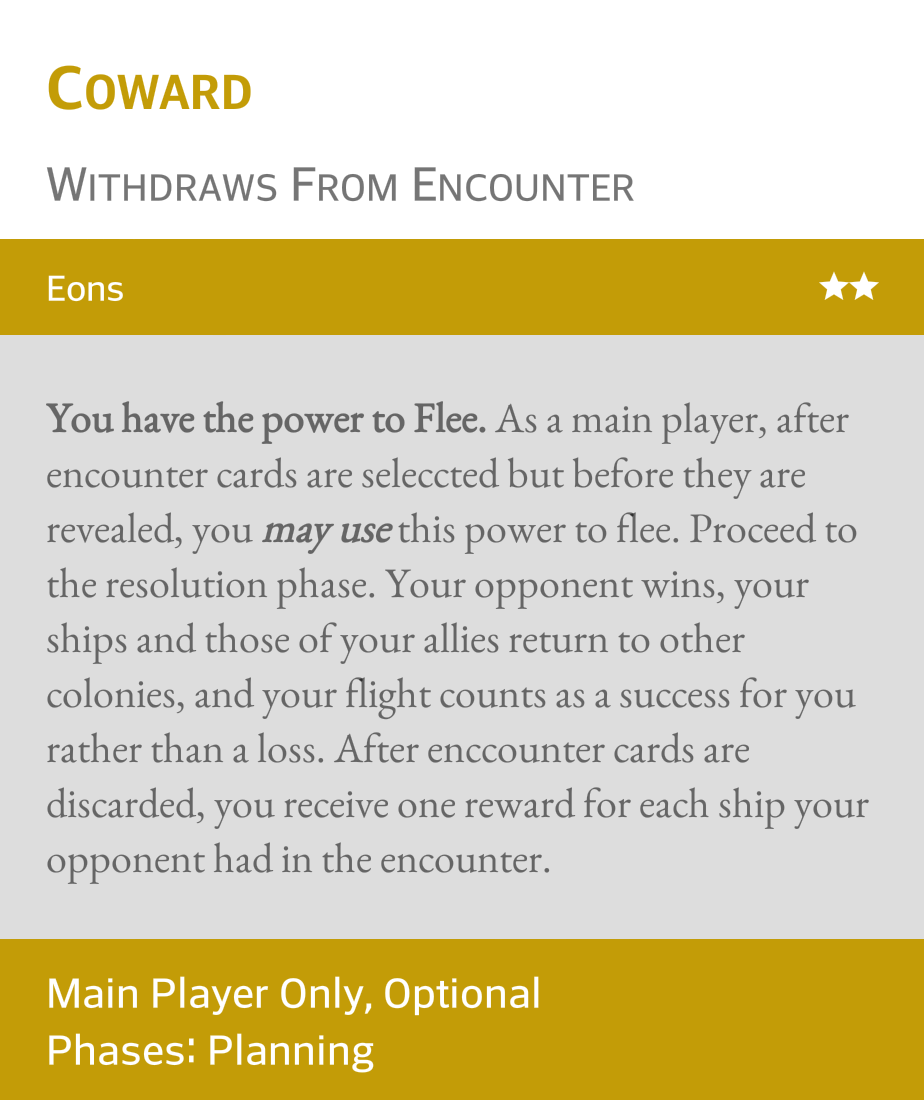 Coward
Withdraws From Encounter
Eons ★★
You have the power to Flee. As a main player, after
encounter cards are seleccted but before they are
revealed, you may use this power to flee. Proceed to
the resolution phase. Your opponent wins, your
ships and those of your allies return to other
colonies, and your flight counts as a success for you
rather than a loss. After enccounter cards are
discarded, you receive one reward for each ship your
opponent had in the encounter.
Main Player Only, Optional
Phases: Planning